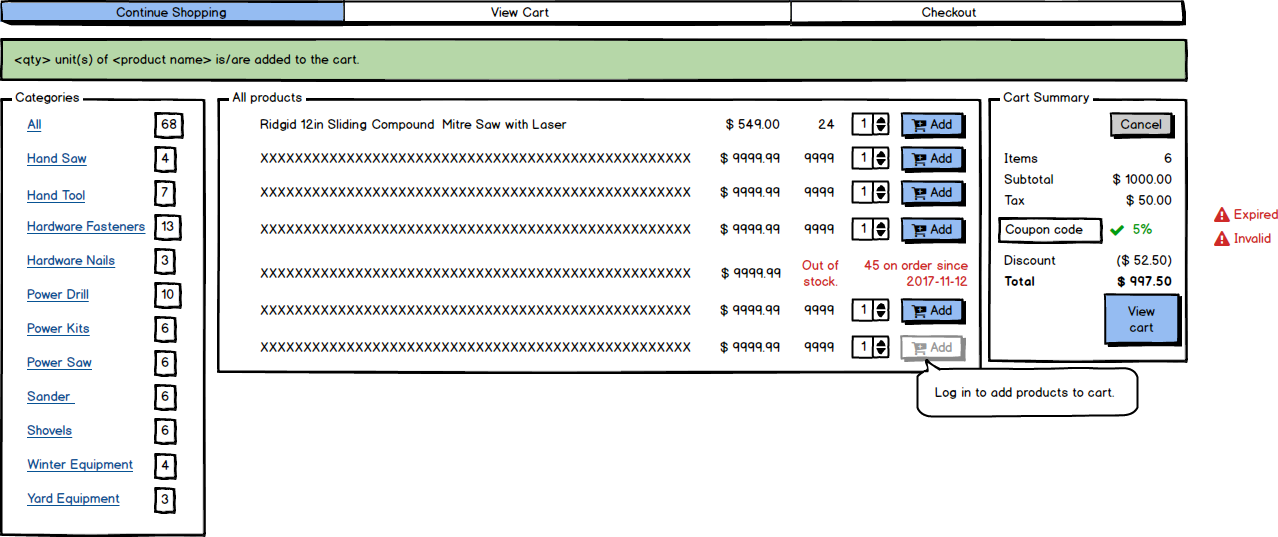 Continue Shopping View Cart Checkout
<qty> unit(s) of <product name> is/are added to the cart.
Categories
All 68
Hand Saw 4
Hand Tool 7
Hardware Fasteners 13
Hardware Nails 3
Power Drill 10
Power Kits 6
Power Saw 6
Sander 6
Shovels 6
Winter Equipment 4
Yard Equipment 3
All products
Ridgid 12in Sliding Compound Mitre Saw with Laser $ 549.00 24 1 Add
XXXXXXXXXXXXXXXXXXXXXXXXXXXXXXXXXXXXXXXXXXXXXXXXXX $ 9999.99 9999 1 Add
XXXXXXXXXXXXXXXXXXXXXXXXXXXXXXXXXXXXXXXXXXXXXXXXXX $ 9999.99 9999 1 Add
XXXXXXXXXXXXXXXXXXXXXXXXXXXXXXXXXXXXXXXXXXXXXXXXXX $ 9999.99 9999 1 Add
XXXXXXXXXXXXXXXXXXXXXXXXXXXXXXXXXXXXXXXXXXXXXXXXXX $ 9999.99 Out of stock. 45 on order since 2017-11-12
XXXXXXXXXXXXXXXXXXXXXXXXXXXXXXXXXXXXXXXXXXXXXXXXXX $ 9999.99 9999 1 Add
XXXXXXXXXXXXXXXXXXXXXXXXXXXXXXXXXXXXXXXXXXXXXXXXXX $ 9999.99 9999 1 Add
Log in to add products to cart.
Cart Summary
Cancel
Items 6
Subtotal $ 1000.00
Tax $ 50.00
Coupon code 5%
Discount ($ 52.50)
Total $ 997.50
View
cart
Expired
Invalid